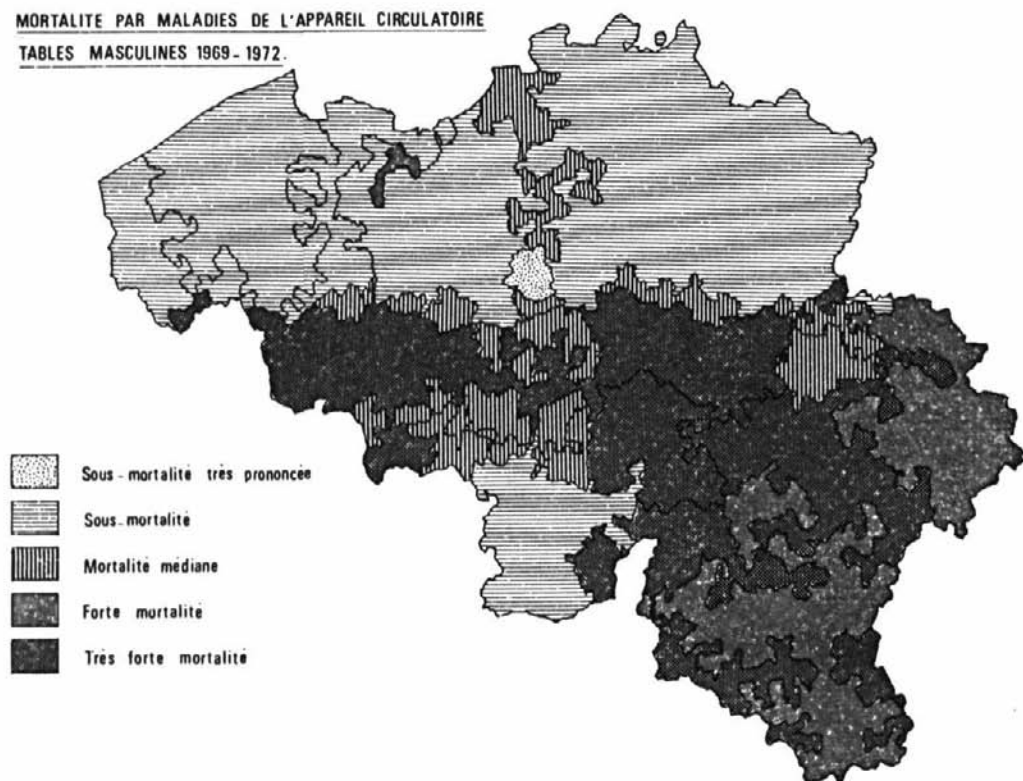 MORTALITE PAR MALADIES DE L'APPAREIL CIRCULATOIRE
TABLES MASCULINES 1969-1972.
Sous-mortalité très prononcée
Sous-mortalité
Mortalité médiane
Forte mortalité
Très forte mortalité